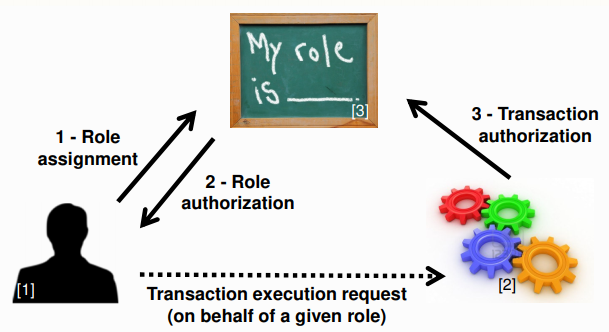 My role
is ____.
[3]
1 - Role
assignment
2 - Role
authorization
3 - Transaction
authorization
[1]
[2]
Transaction execution request
(on behalf of a given role)